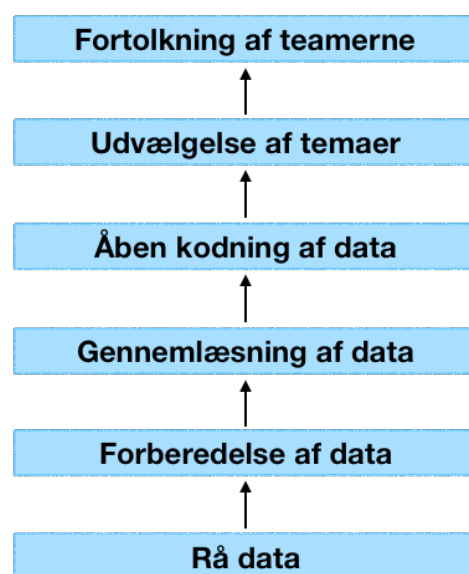 Fortolkning af teamerne
Udvælgelse af temaer
Åben kodning af data
Gennemlæsning af data
Forberedelse af data
Rå data